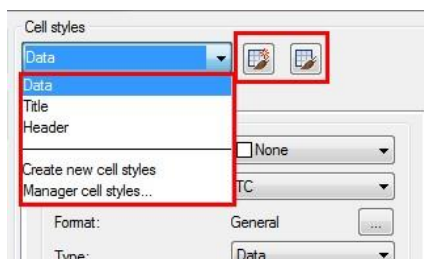 Cell styles
Data
Data
Title
Header
Create new cell styles
Manager cell styles...
None
TC
Format: General ...
Type: Data